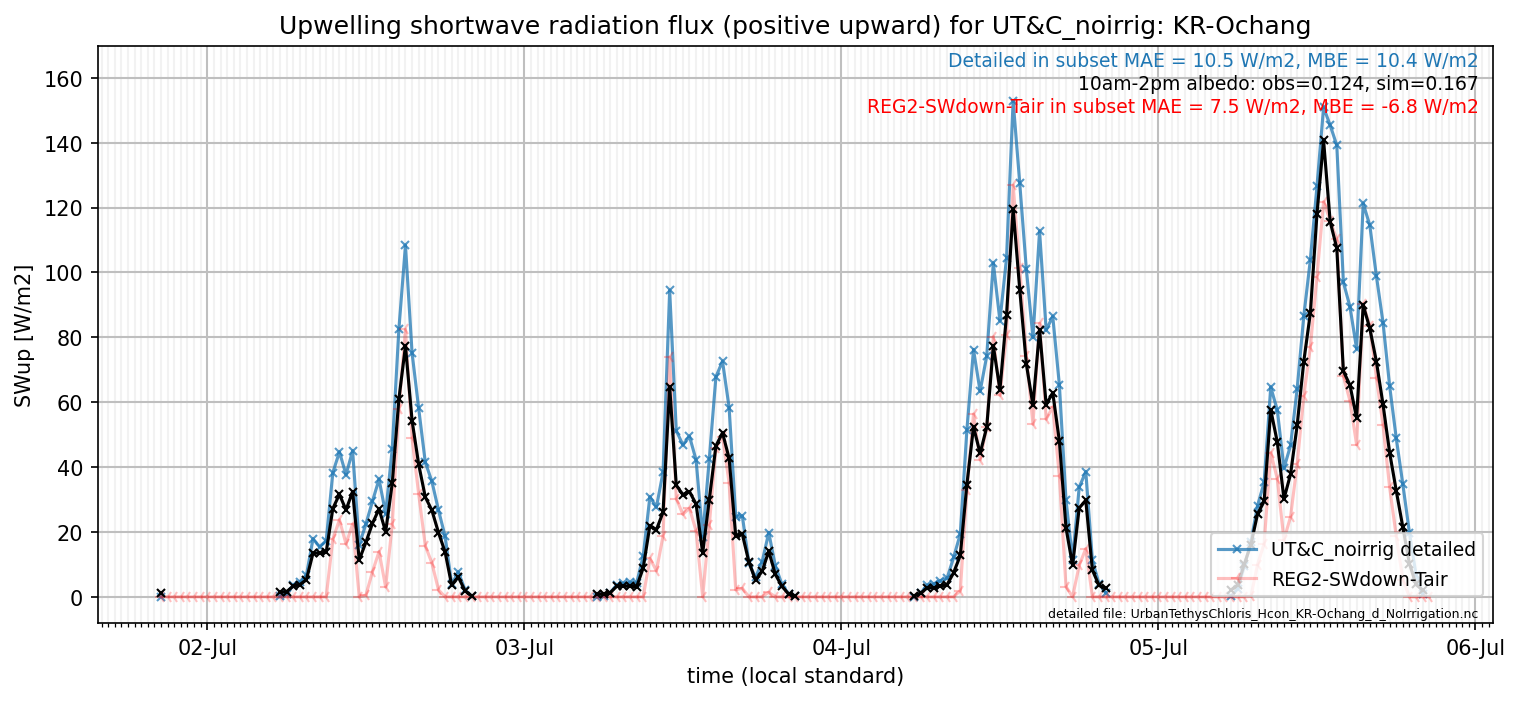 Upwelling shortwave radiation flux (positive upward) for UT&C_noirrig: KR-Ochang
Detailed in subset MAE = 10.5 W/m2, MBE = 10.4 W/m2
10am-2pm albedo: obs=0.124, sim=0.167
REG2-SWdown-Tair in subset MAE = 7.5 W/m2, MBE = -6.8 W/m2
SWup [W/m2]
160
140
120
100
80
60
40
20
0
UT&C_noirrig detailed
REG2-SWdown-Tair
detailed file: UrbanTethysChloris_Hcon_KR-Ochang_d_NoIrrigation.nc
02-Jul 03-Jul 04-Jul 05-Jul 06-Jul
time (local standard)